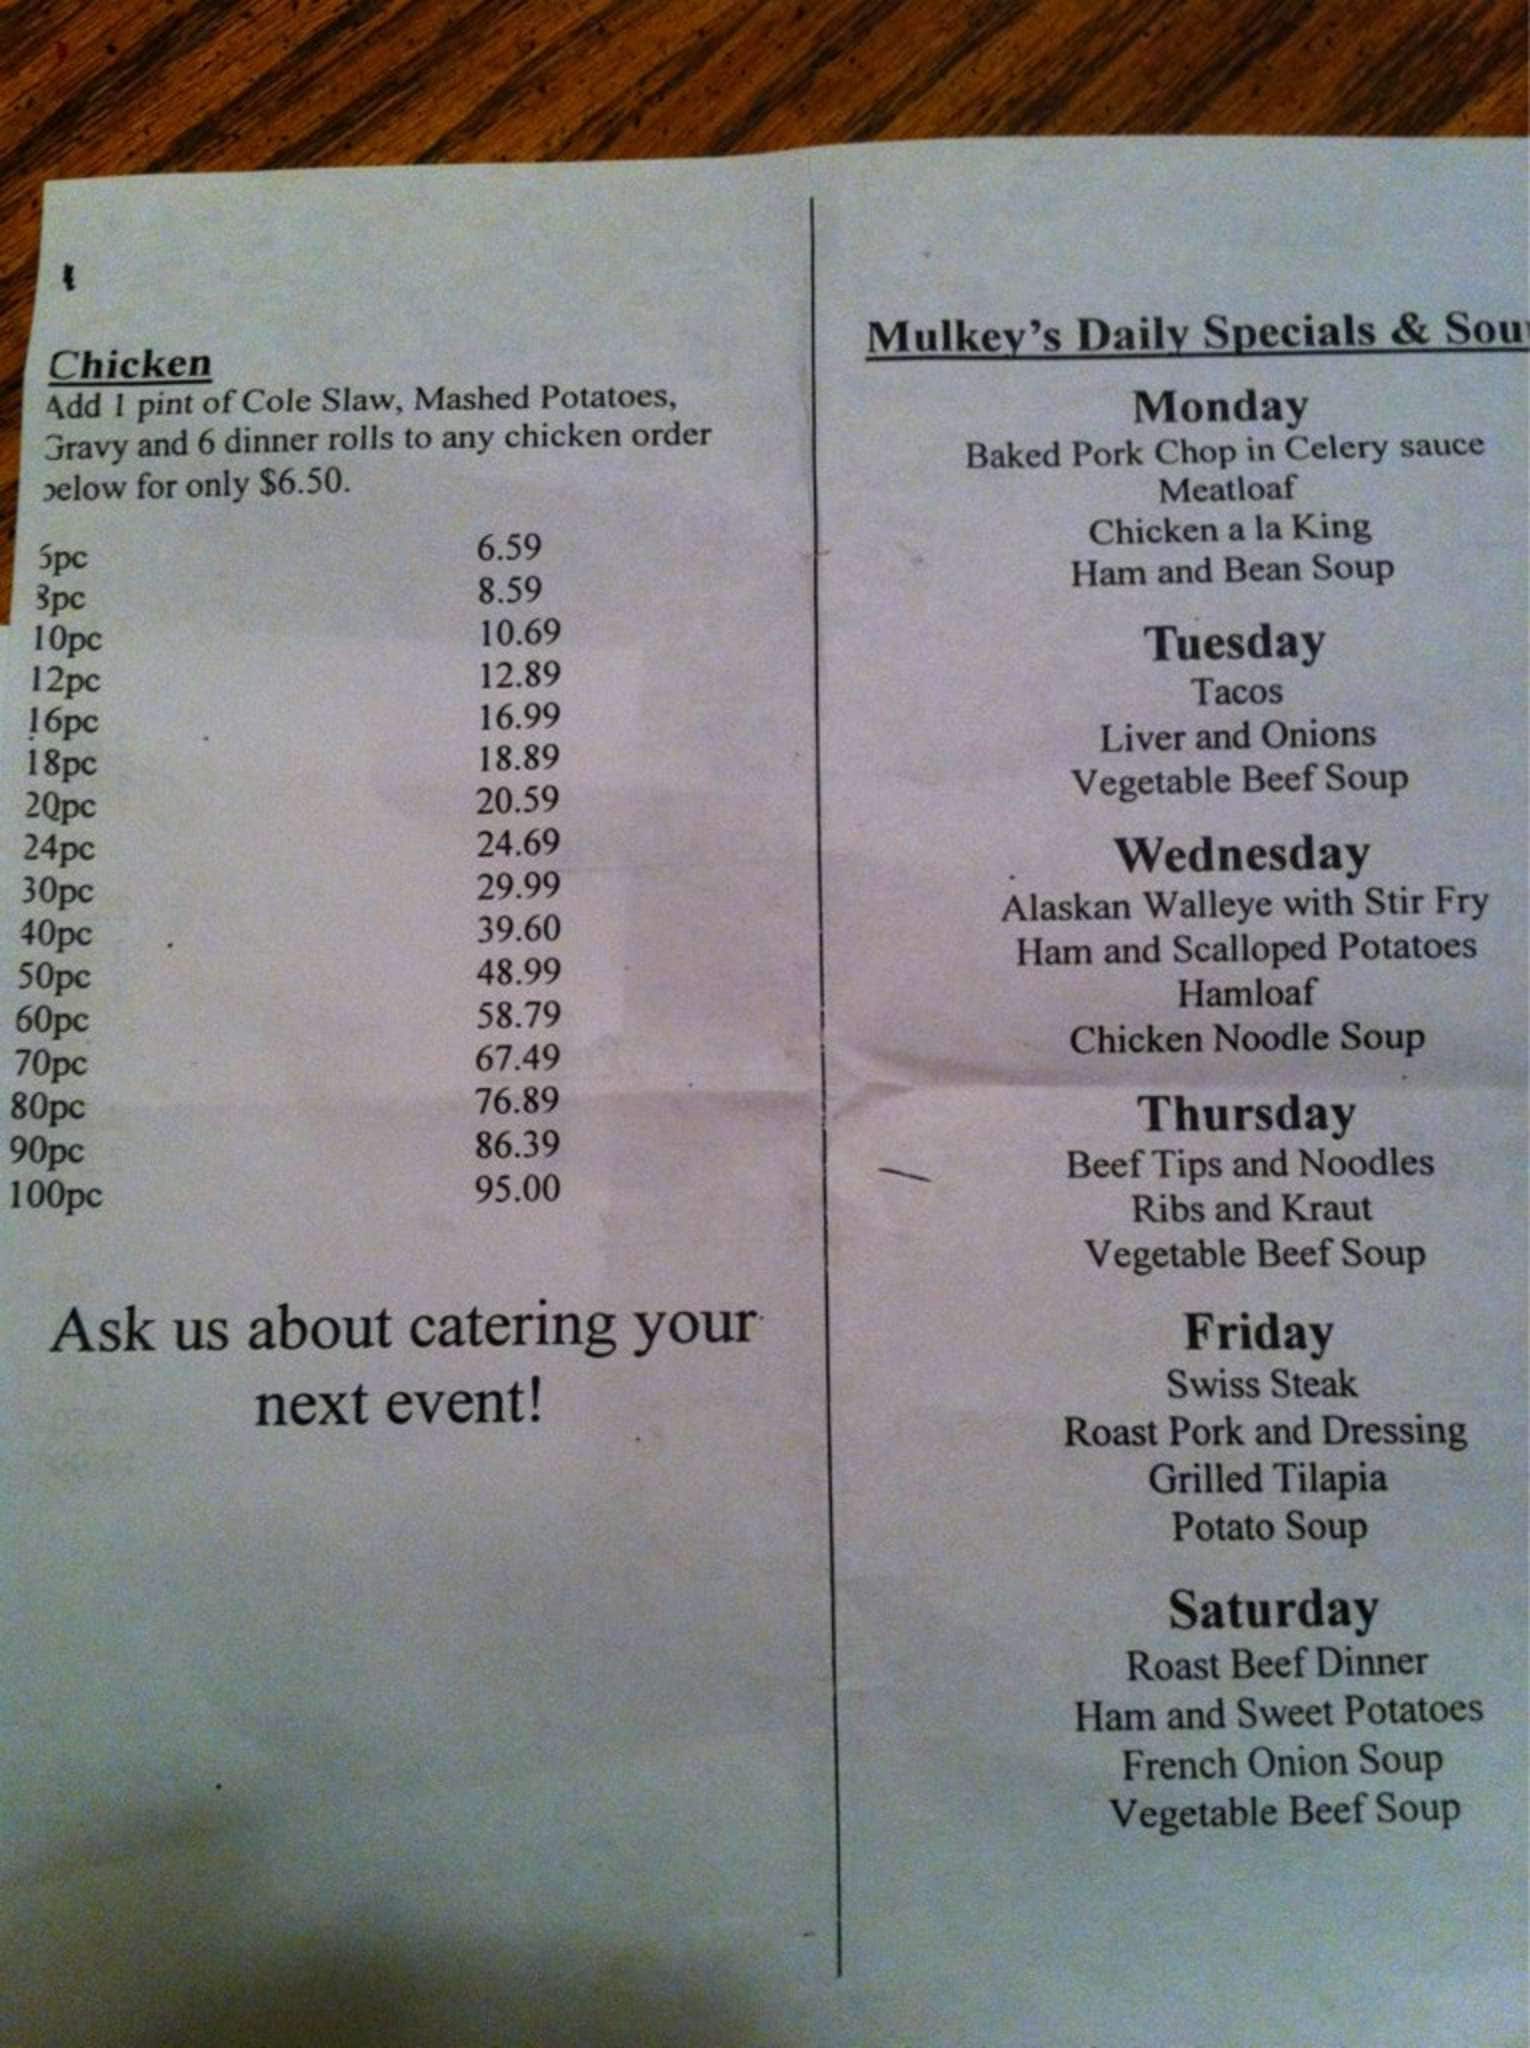 Chicken
Add 1 pint of Cole Slaw, Mashed Potatoes,
Gravy and 6 dinner rolls to any chicken order
below for only $6.50.
6.59
8pc 8.59
10pc 10.69
12pc 12.89
16pc 16.99
18pc 18.89
20pc 20.59
24pc 24.69
30pc 29.99
40pc 39.60
50pc 48.99
60pc 58.79
70pc 67.49
80pc 76.89
90pc 86.39
100pc 95.00
Ask us about catering your
next event!
Mulkey's Daily Specials &
Monday
Baked Pork Chop in Celery sauce
Meatloaf
Chicken a la King
Ham and Bean Soup
Tuesday
Tacos
Liver and Onions
Vegetable Beef Soup
Wednesday
Alaskan Walleye with Stir Fry
Ham and Scalloped Potatoes
Hamloaf
Chicken Noodle Soup
Thursday
Beef Tips and Noodles
Ribs and Kraut
Vegetable Beef Soup
Friday
Swiss Steak
Roast Pork and Dressing
Grilled Tilapia
Potato Soup
Saturday
Roast Beef Dinner
Ham and Sweet Potatoes
French Onion Soup
Vegetable Beef Soup